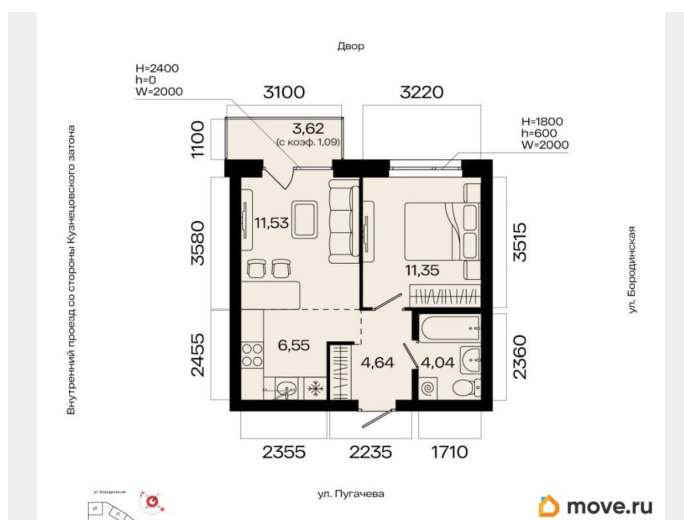 Двор
H=2400
h=0
W=2000
3100
3220
H=1800
h=600
W=2000
1100
3,62
(с коэф. 1,09)
Внутренний проезд со стороны Кузнецовского затона
3580
11,53
11,35
3515
ул. Бородинская
2455
6,55
4,64
4,04
2360
2355
2235
1710
ул. Бородинская
ул. Пугачева
move.ru